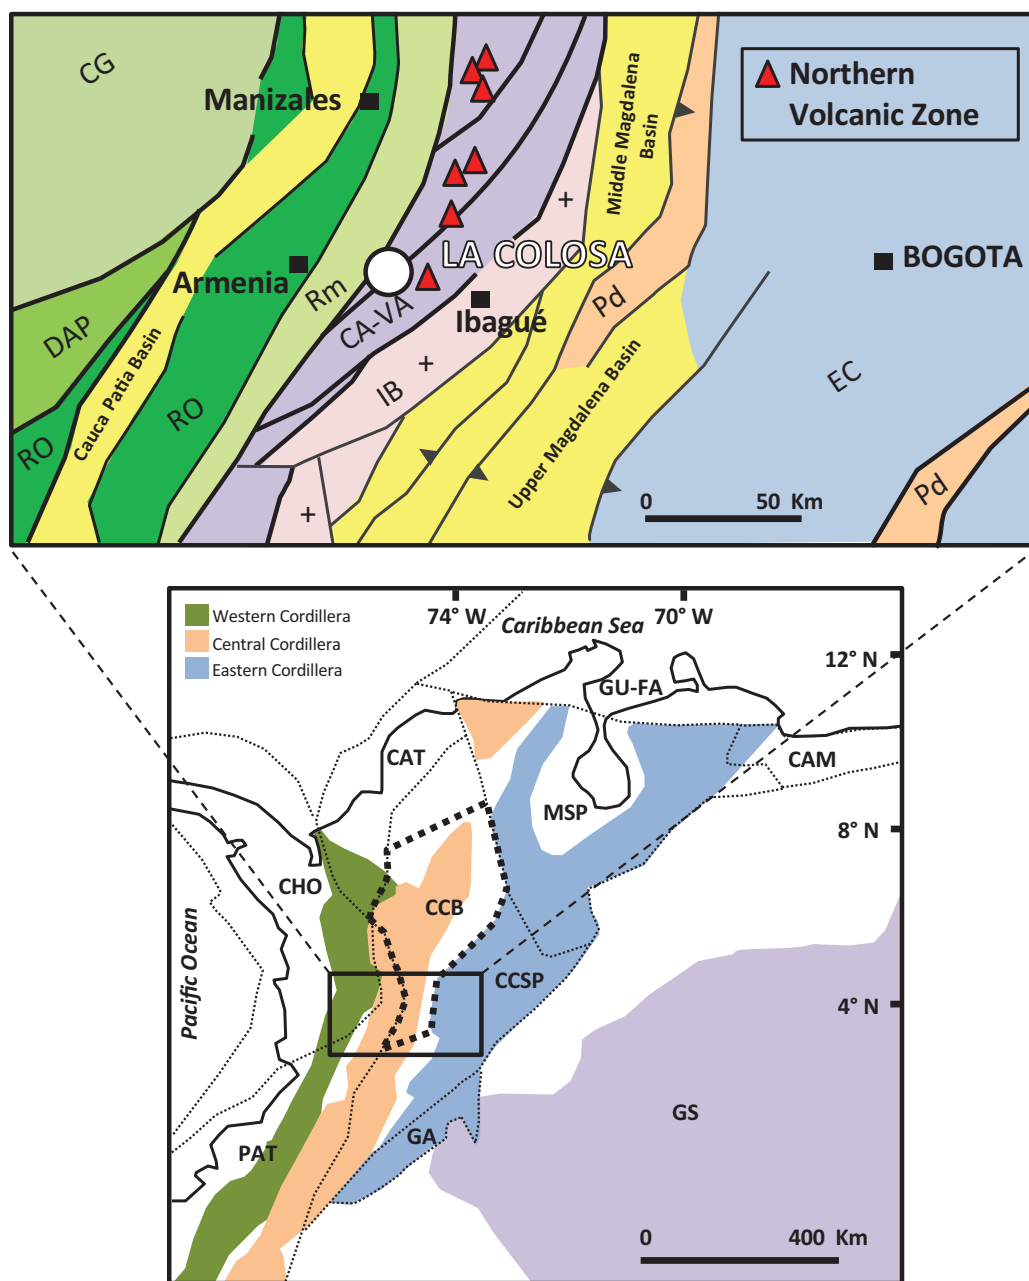 CG
Manizales
Northern
Volcanic Zone
Middle Magdalena
Basin
+
LA COLOSA
BOGOTA
Armenia
Rm
CA-VA
Ibagué
Pd
DAP
Cauca Patia Basin
RO
RO
IB
+
EC
Upper Magdalena Basin
Pd
+
0 50 Km
Western Cordillera
Central Cordillera
Eastern Cordillera
74° W
70° W
Caribbean Sea
12° N
GU-FA
CAT
CAM
MSP
8° N
CHO
CCB
Pacific Ocean
CCSP
4° N
GS
GA
PAT
0 400 Km